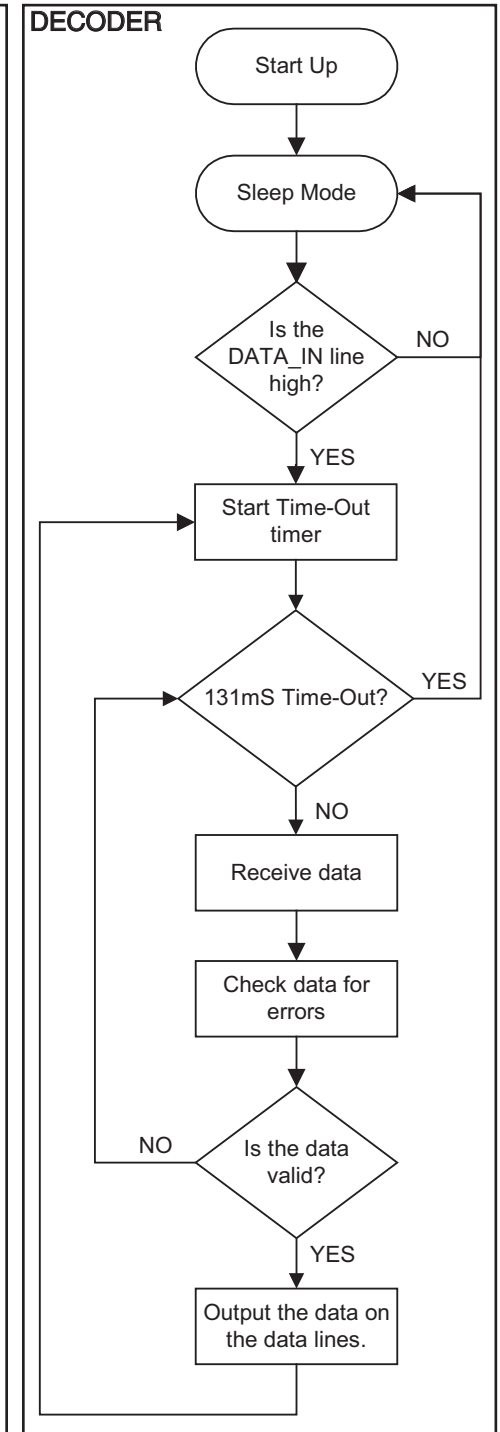 DECODER
Start Up
Sleep Mode
Is the
DATA_IN line
high?
NO
YES
Start Time-Out
timer
131mS Time-Out?
YES
NO
Receive data
Check data for
errors
Is the data
valid?
NO
YES
Output the data on
the data lines.